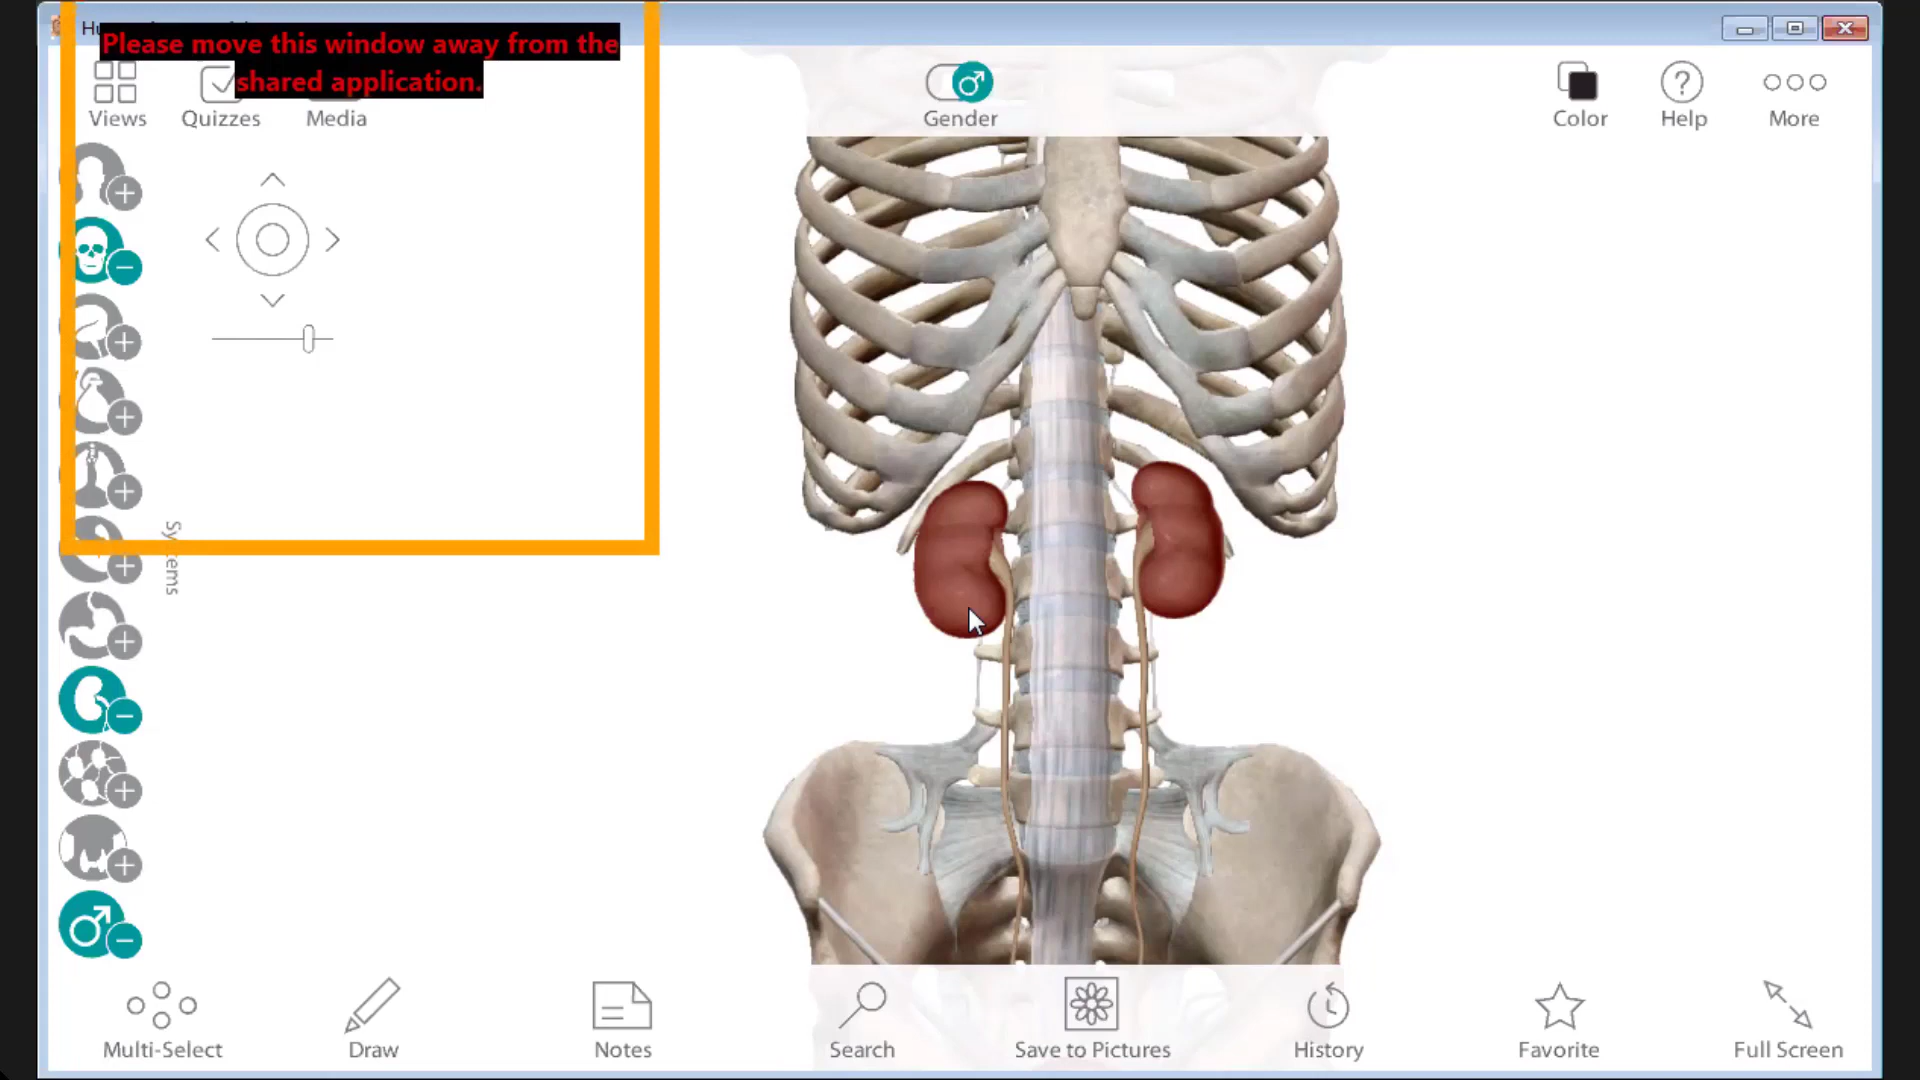 Hu
Please move this window away from the
shared application.
Views
Quizzes
Media
Gender
Color
Help
More
Systems
Multi-Select
Draw
Notes
Search
Save to Pictures
History
Favorite
Full Screen